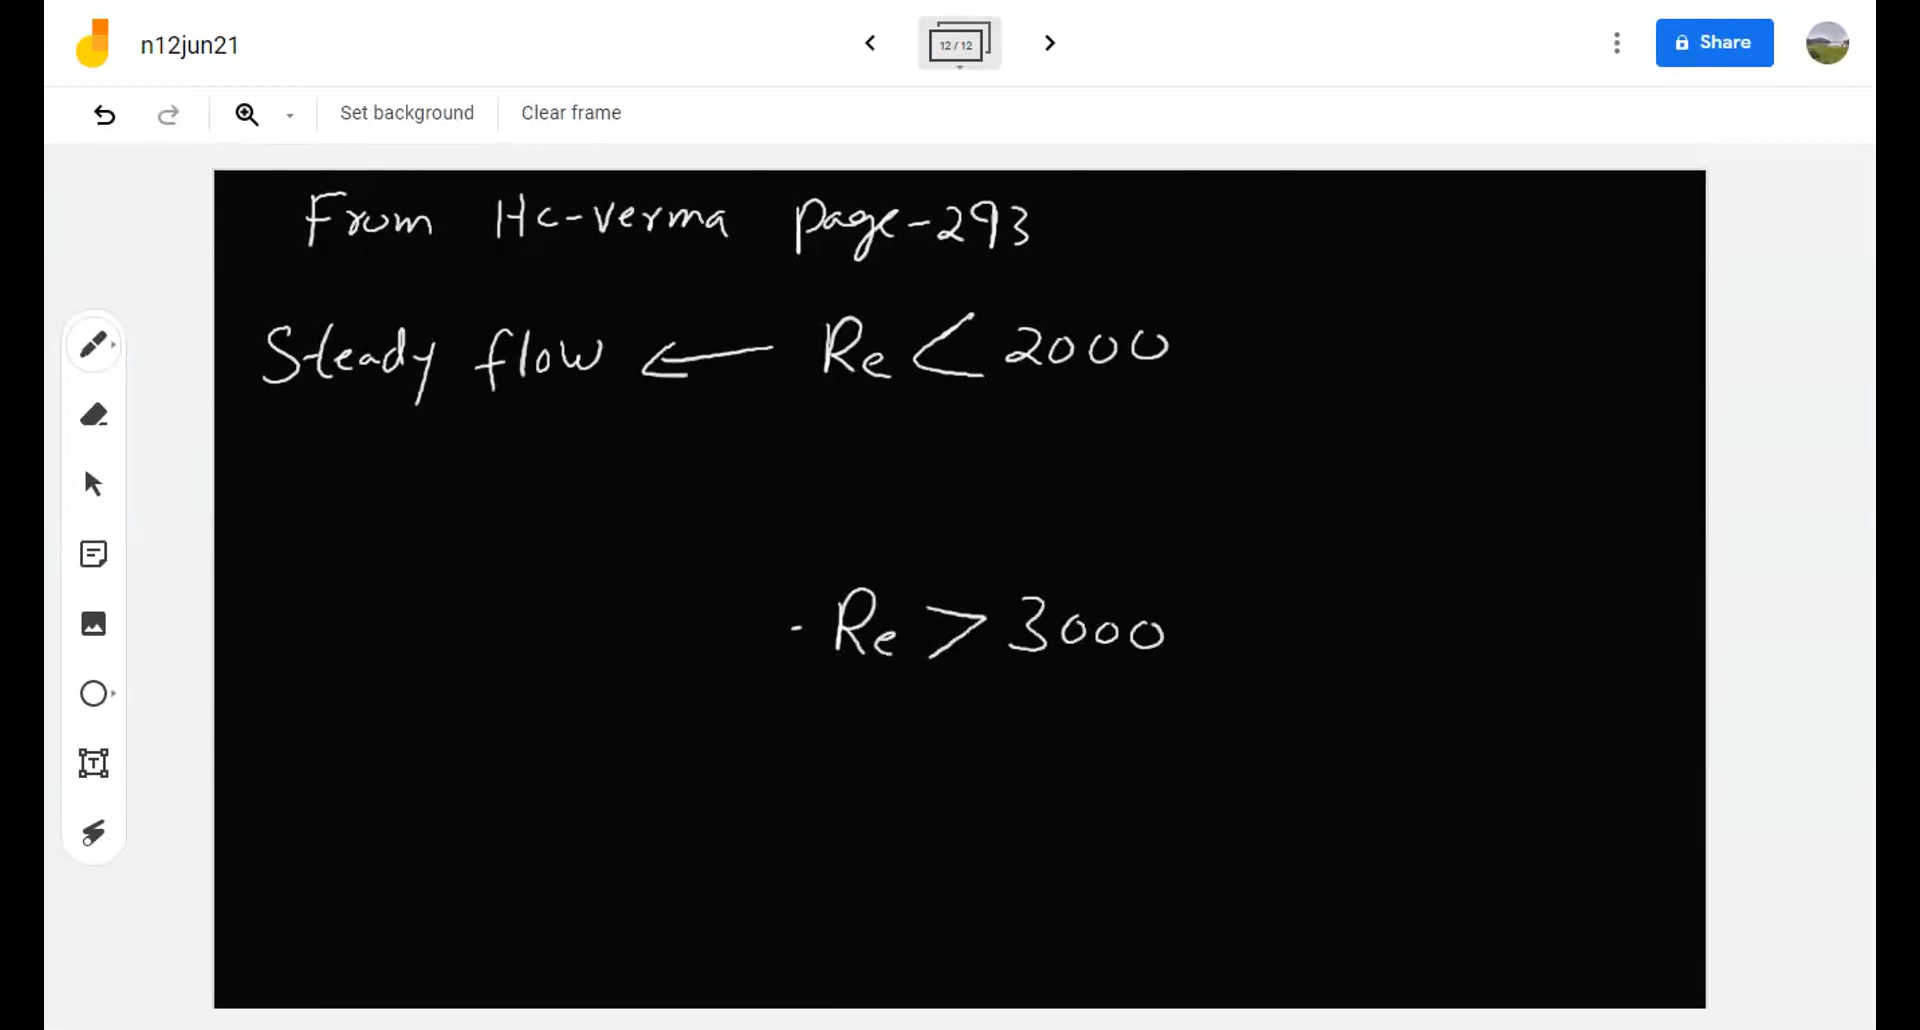 n12jun21
12 / 12
Share
Set background
Clear frame
From Hc-verma page-293
Steady flow ← Re < 2000
- Re > 3000